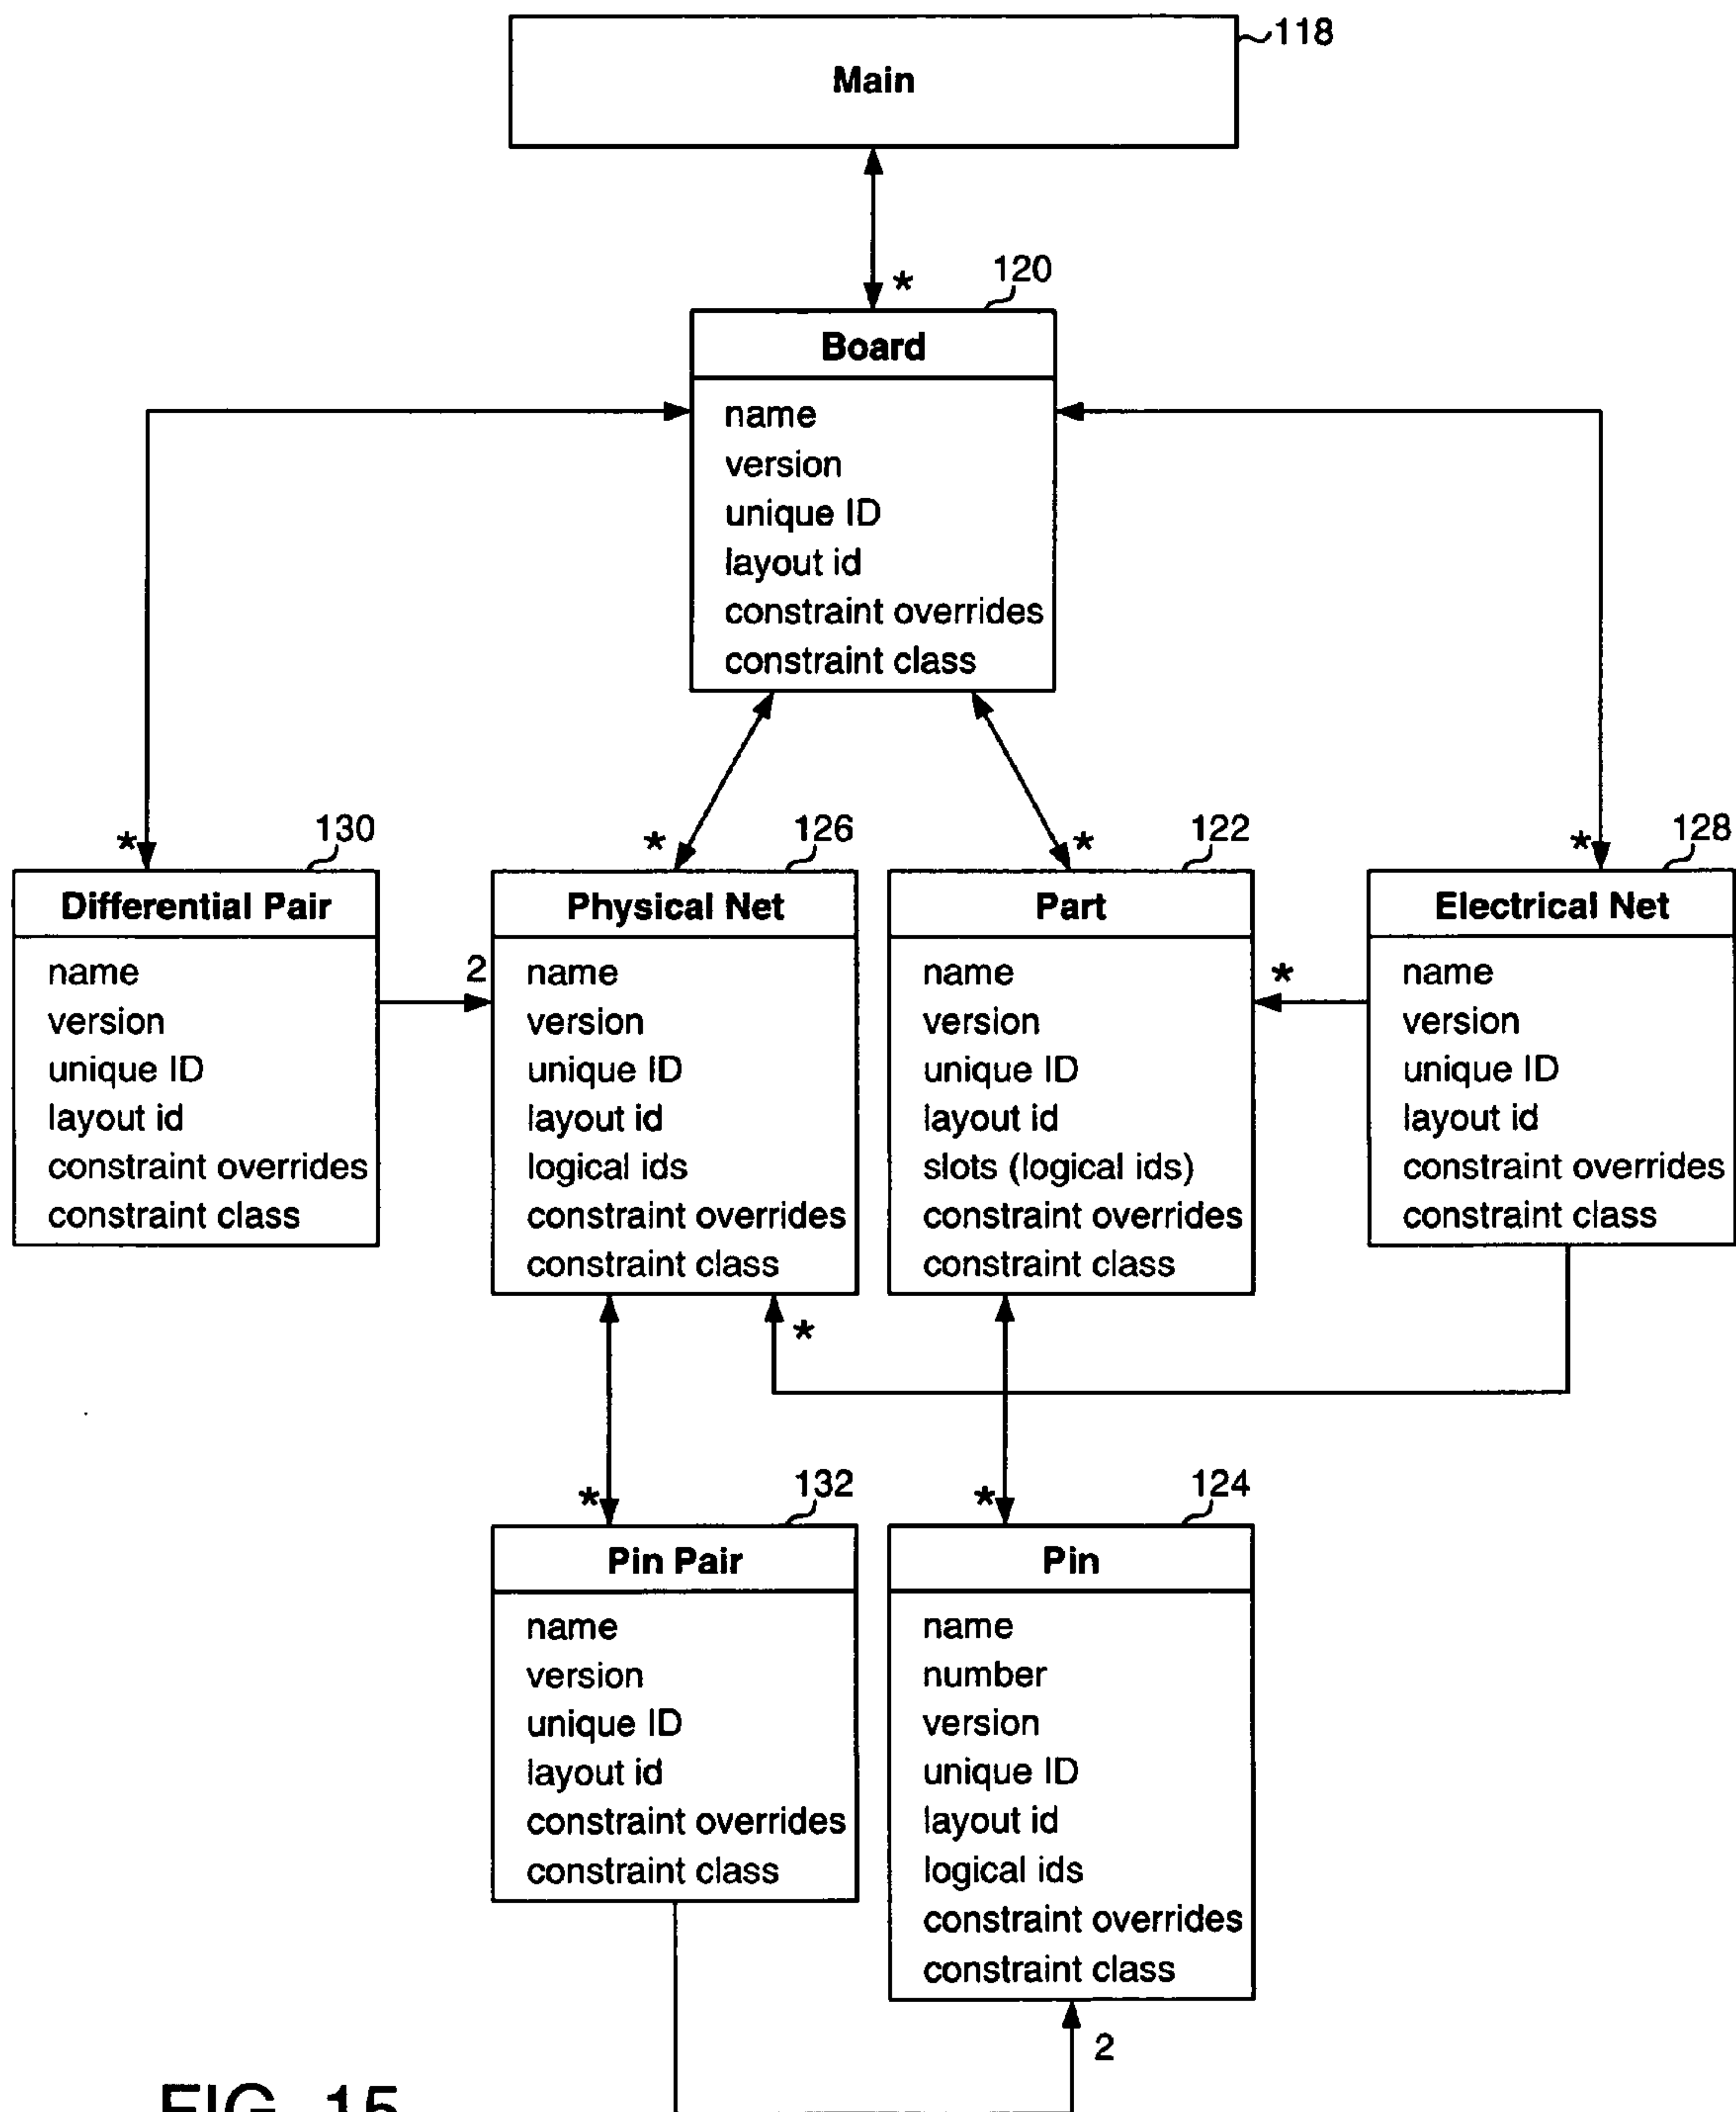 118
Main
*
120
Board
name
version
unique ID
layout id
constraint overrides
constraint class
*
130
Differential Pair
name
version
unique ID
layout id
constraint overrides
constraint class
2
*
126
Physical Net
name
version
unique ID
layout id
logical ids
constraint overrides
constraint class
*
*
122
Part
name
version
unique ID
layout id
slots (logical ids)
constraint overrides
constraint class
*
*
128
Electrical Net
name
version
unique ID
layout id
constraint overrides
constraint class
*
132
Pin Pair
name
version
unique ID
layout id
constraint overrides
constraint class
*
124
Pin
name
number
version
unique ID
layout id
logical ids
constraint overrides
constraint class
2
FIG. 15